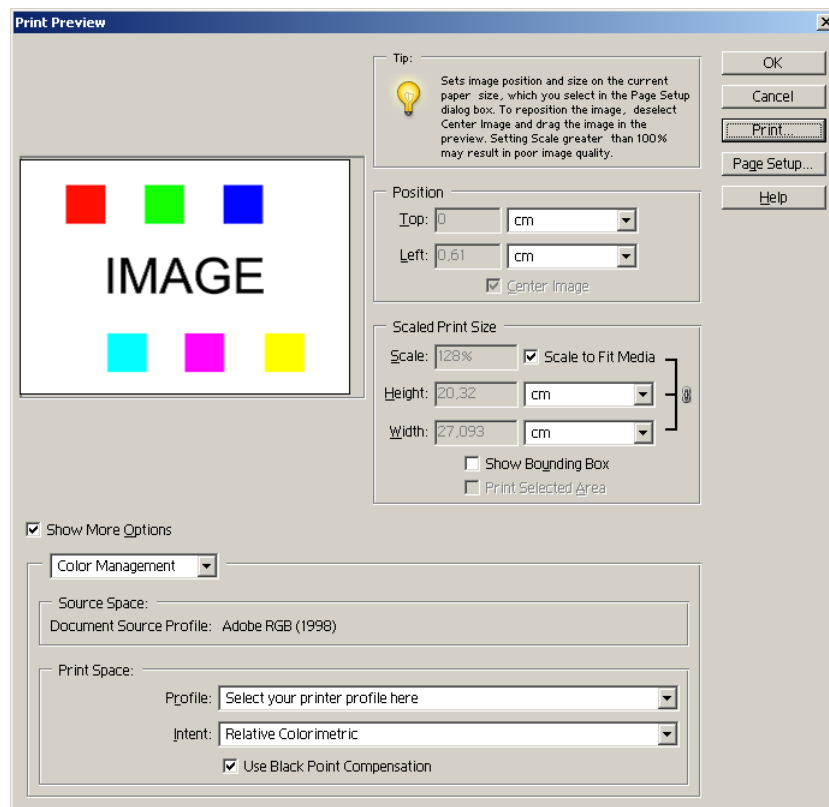 Print Preview
Tip:
Sets image position and size on the current
paper size, which you select in the Page Setup
dialog box. To reposition the image, deselect
Center Image and drag the image in the
preview. Setting Scale greater than 100%
may result in poor image quality.
OK
Cancel
Print...
Page Setup...
Help
IMAGE
Position
Top: 0 cm
Left: 0,61 cm
Center Image
Scaled Print Size
Scale: 128% Scale to Fit Media
Height: 20,32 cm
Width: 27,093 cm
Show Bounding Box
Print Selected Area
Show More Options
Color Management
Source Space:
Document Source Profile: Adobe RGB (1998)
Print Space:
Profile: Select your printer profile here
Intent: Relative Colorimetric
Use Black Point Compensation